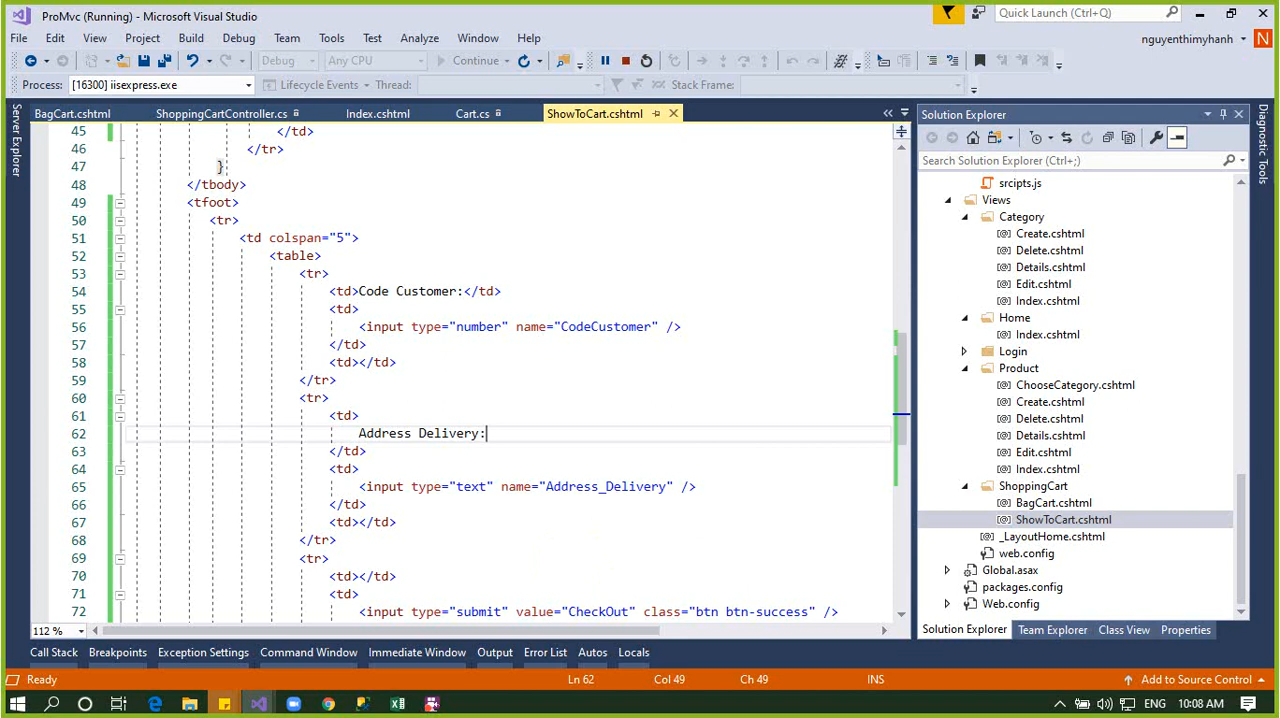 ProMvc (Running) - Microsoft Visual Studio
Quick Launch (Ctrl+Q)
File Edit View Project Build Debug Team Tools Test Analyze Window Help
nguyenthimyhanh N
Debug Any CPU Continue
Process: [16300] iisexpress.exe Lifecycle Events Thread: Stack Frame:
Server Explorer
BagCart.cshtml ShoppingCartController.cs Index.cshtml Cart.cs ShowToCart.cshtml
45 </td>
46 </tr>
47 }
48 </tbody>
49 <tfoot>
50 <tr>
51 <td colspan="5">
52 <table>
53 <tr>
54 <td>Code Customer:</td>
55 <td>
56 <input type="number" name="CodeCustomer" />
57 </td>
58 <td></td>
59 </tr>
60 <tr>
61 <td>
62 Address Delivery:
63 </td>
64 <td>
65 <input type="text" name="Address_Delivery" />
66 </td>
67 <td></td>
68 </tr>
69 <tr>
70 <td></td>
71 <td>
72 <input type="submit" value="CheckOut" class="btn btn-success" />
112 %
Solution Explorer
Search Solution Explorer (Ctrl+;)
srcipts.js
Views
Category
Create.cshtml
Delete.cshtml
Details.cshtml
Edit.cshtml
Index.cshtml
Home
Index.cshtml
Login
Product
ChooseCategory.cshtml
Create.cshtml
Delete.cshtml
Details.cshtml
Edit.cshtml
Index.cshtml
ShoppingCart
BagCart.cshtml
ShowToCart.cshtml
_LayoutHome.cshtml
web.config
Global.asax
packages.config
Web.config
Solution Explorer Team Explorer Class View Properties
Diagnostic Tools
Call Stack Breakpoints Exception Settings Command Window Immediate Window Output Error List Autos Locals
Ready Ln 62 Col 49 Ch 49 INS Add to Source Control
ENG 10:08 AM